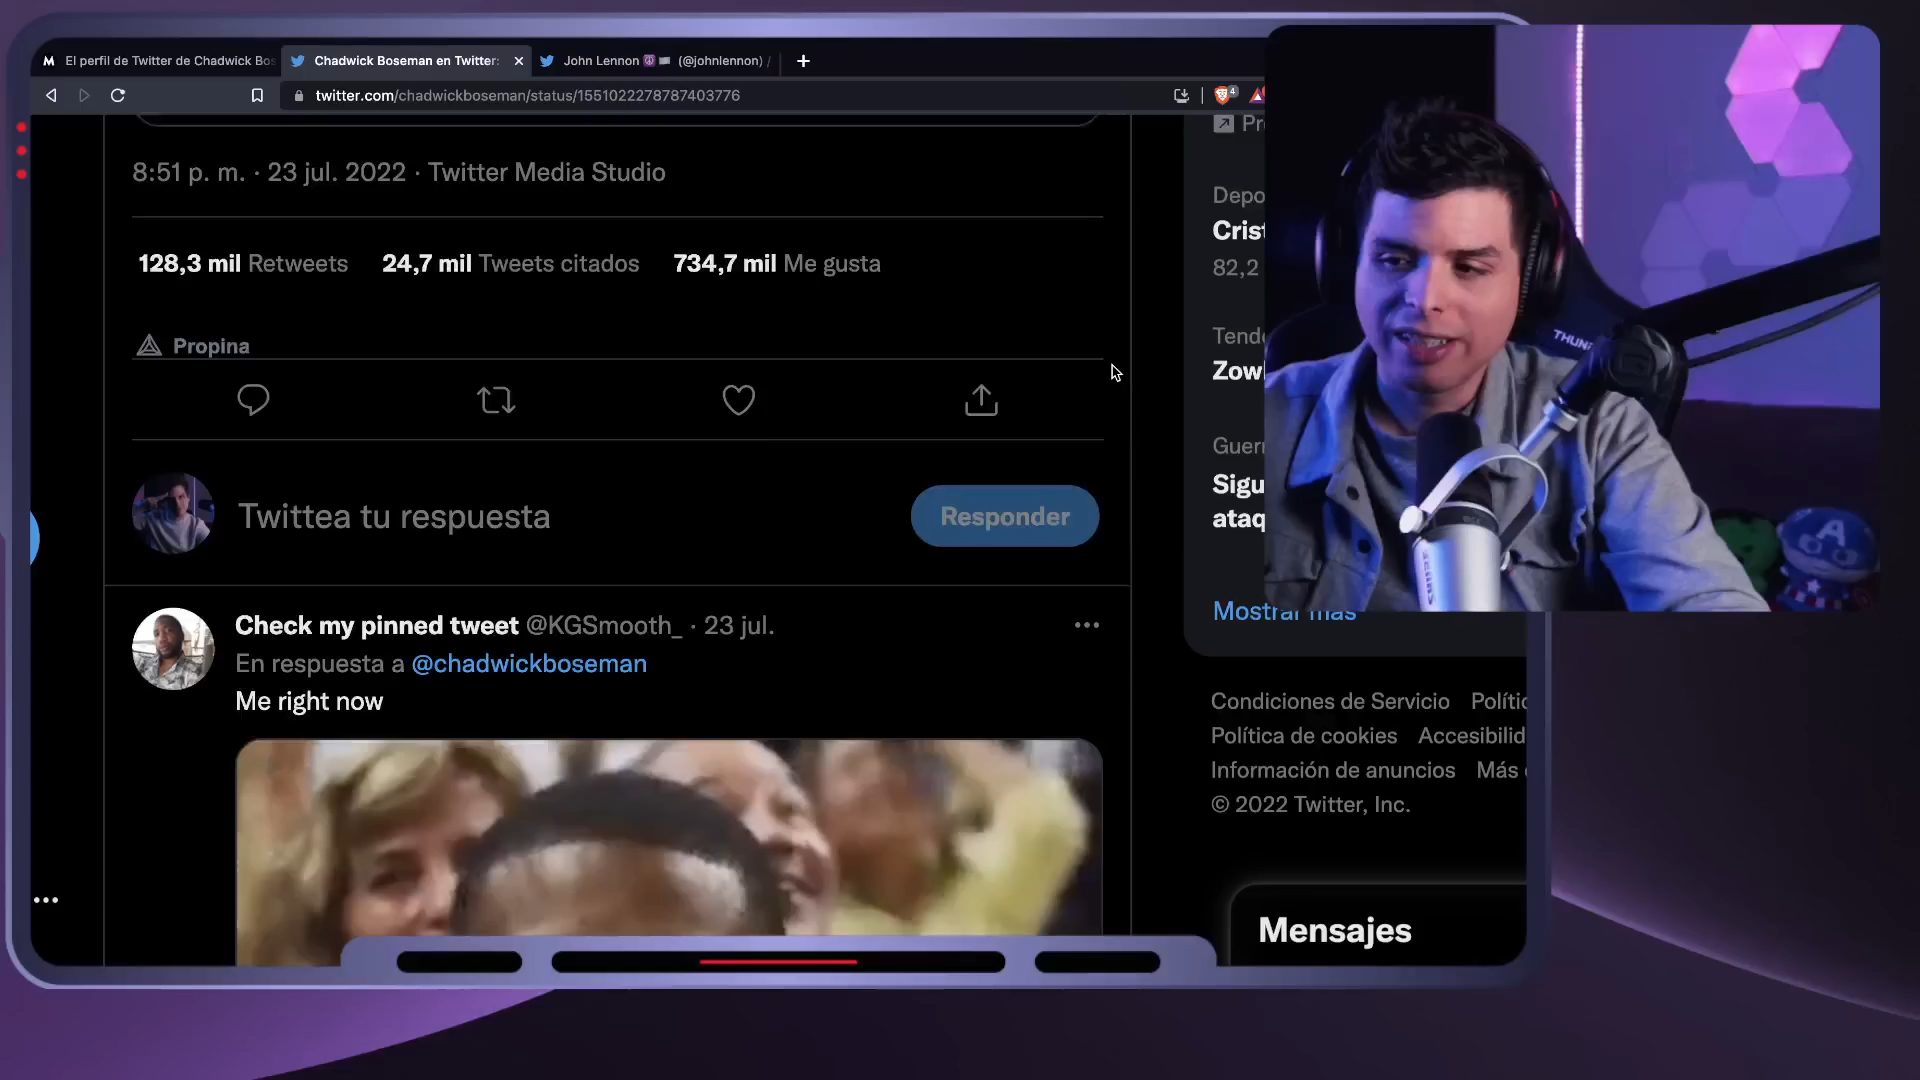 El perfil de Twitter de Chadwick Bos
Chadwick Boseman en Twitter:
John Lennon (@johnlennon) /
twitter.com/chadwickboseman/status/1551022278787403776
4
8:51 p. m. · 23 jul. 2022 · Twitter Media Studio
128,3 mil Retweets 24,7 mil Tweets citados 734,7 mil Me gusta
Propina
Twittea tu respuesta
Responder
Check my pinned tweet @KGSmooth_ · 23 jul.
En respuesta a @chadwickboseman
Me right now
Pr
Depo
Crist
82,2
Tende
Zow
Guer
Sigu
ataq
Mostrar más
Condiciones de Servicio Polític
Política de cookies Accesibilid
Información de anuncios Más
© 2022 Twitter, Inc.
Mensajes
THUN
A